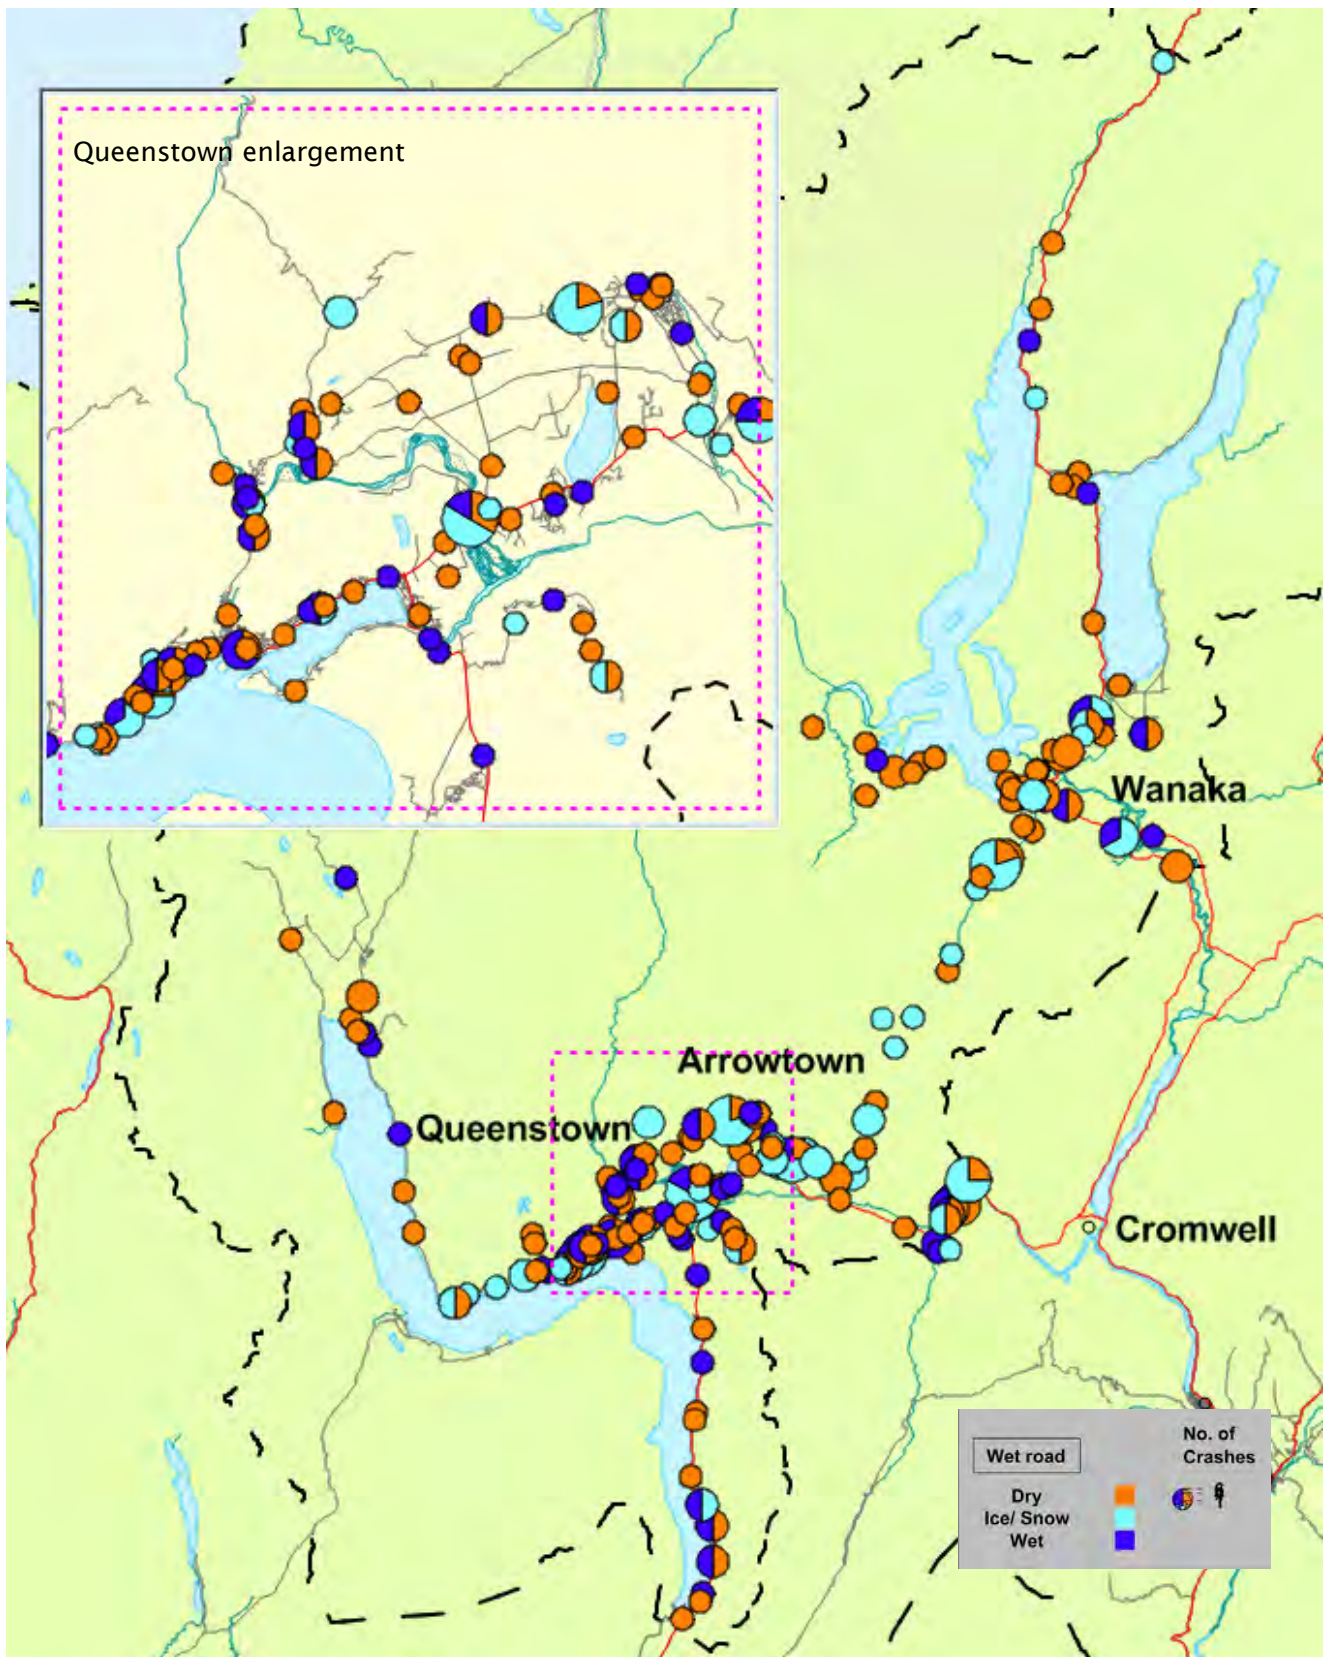 Queenstown enlargement
Wanaka
Arrowtown
Queenstown
Cromwell
No. of
Crashes
Wet road
Dry
Ice/ Snow
Wet